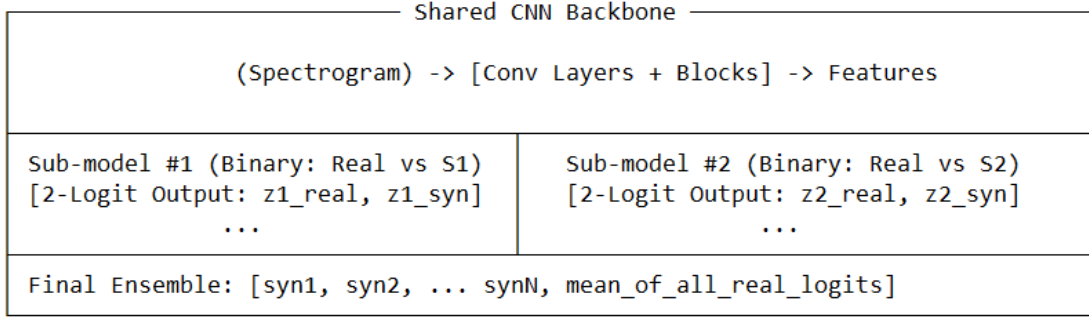 Shared CNN Backbone
(Spectrogram) -> [Conv Layers + Blocks] -> Features
Sub-model #1 (Binary: Real vs S1)
[2-Logit Output: z1_real, z1_syn]
...
Sub-model #2 (Binary: Real vs S2)
[2-Logit Output: z2_real, z2_syn]
...
Final Ensemble: [syn1, syn2, ... synN, mean_of_all_real_logits]